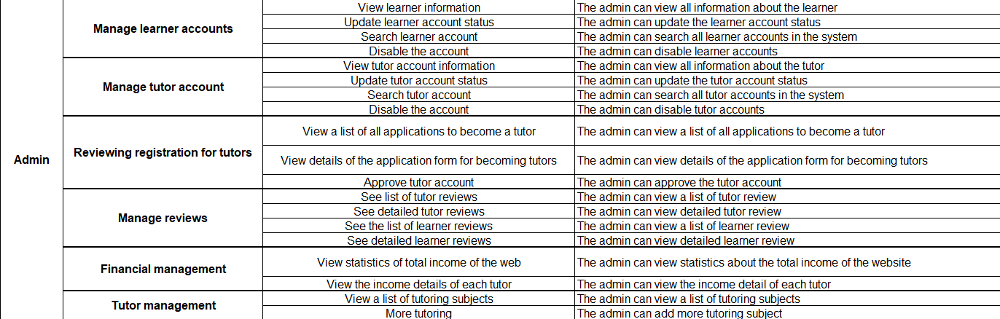 Admin
Manage learner accounts
View learner information
The admin can view all information about the learner
Update learner account status
The admin can update the learner account status
Search learner account
The admin can search all learner accounts in the system
Disable the account
The admin can disable learner accounts
Manage tutor account
View tutor account information
The admin can view all information about the tutor
Update tutor account status
The admin can update the tutor account status
Search tutor account
The admin can search all tutor accounts in the system
Disable the account
The admin can disable tutor accounts
Reviewing registration for tutors
View a list of all applications to become a tutor
The admin can view a list of all applications to become a tutor
View details of the application form for becoming tutors
The admin can view details of the application form for becoming tutors
Approve tutor account
The admin can approve the tutor account
Manage reviews
See list of tutor reviews
The admin can view a list of tutor review
See detailed tutor reviews
The admin can view detailed tutor review
See the list of learner reviews
The admin can view a list of learner review
See detailed learner reviews
The admin can view detailed learner review
Financial management
View statistics of total income of the web
The admin can view statistics about the total income of the website
View the income details of each tutor
The admin can view the income detail of each tutor
Tutor management
View a list of tutoring subjects
The admin can view a list of tutoring subjects
More tutoring
The admin can add more tutoring subject